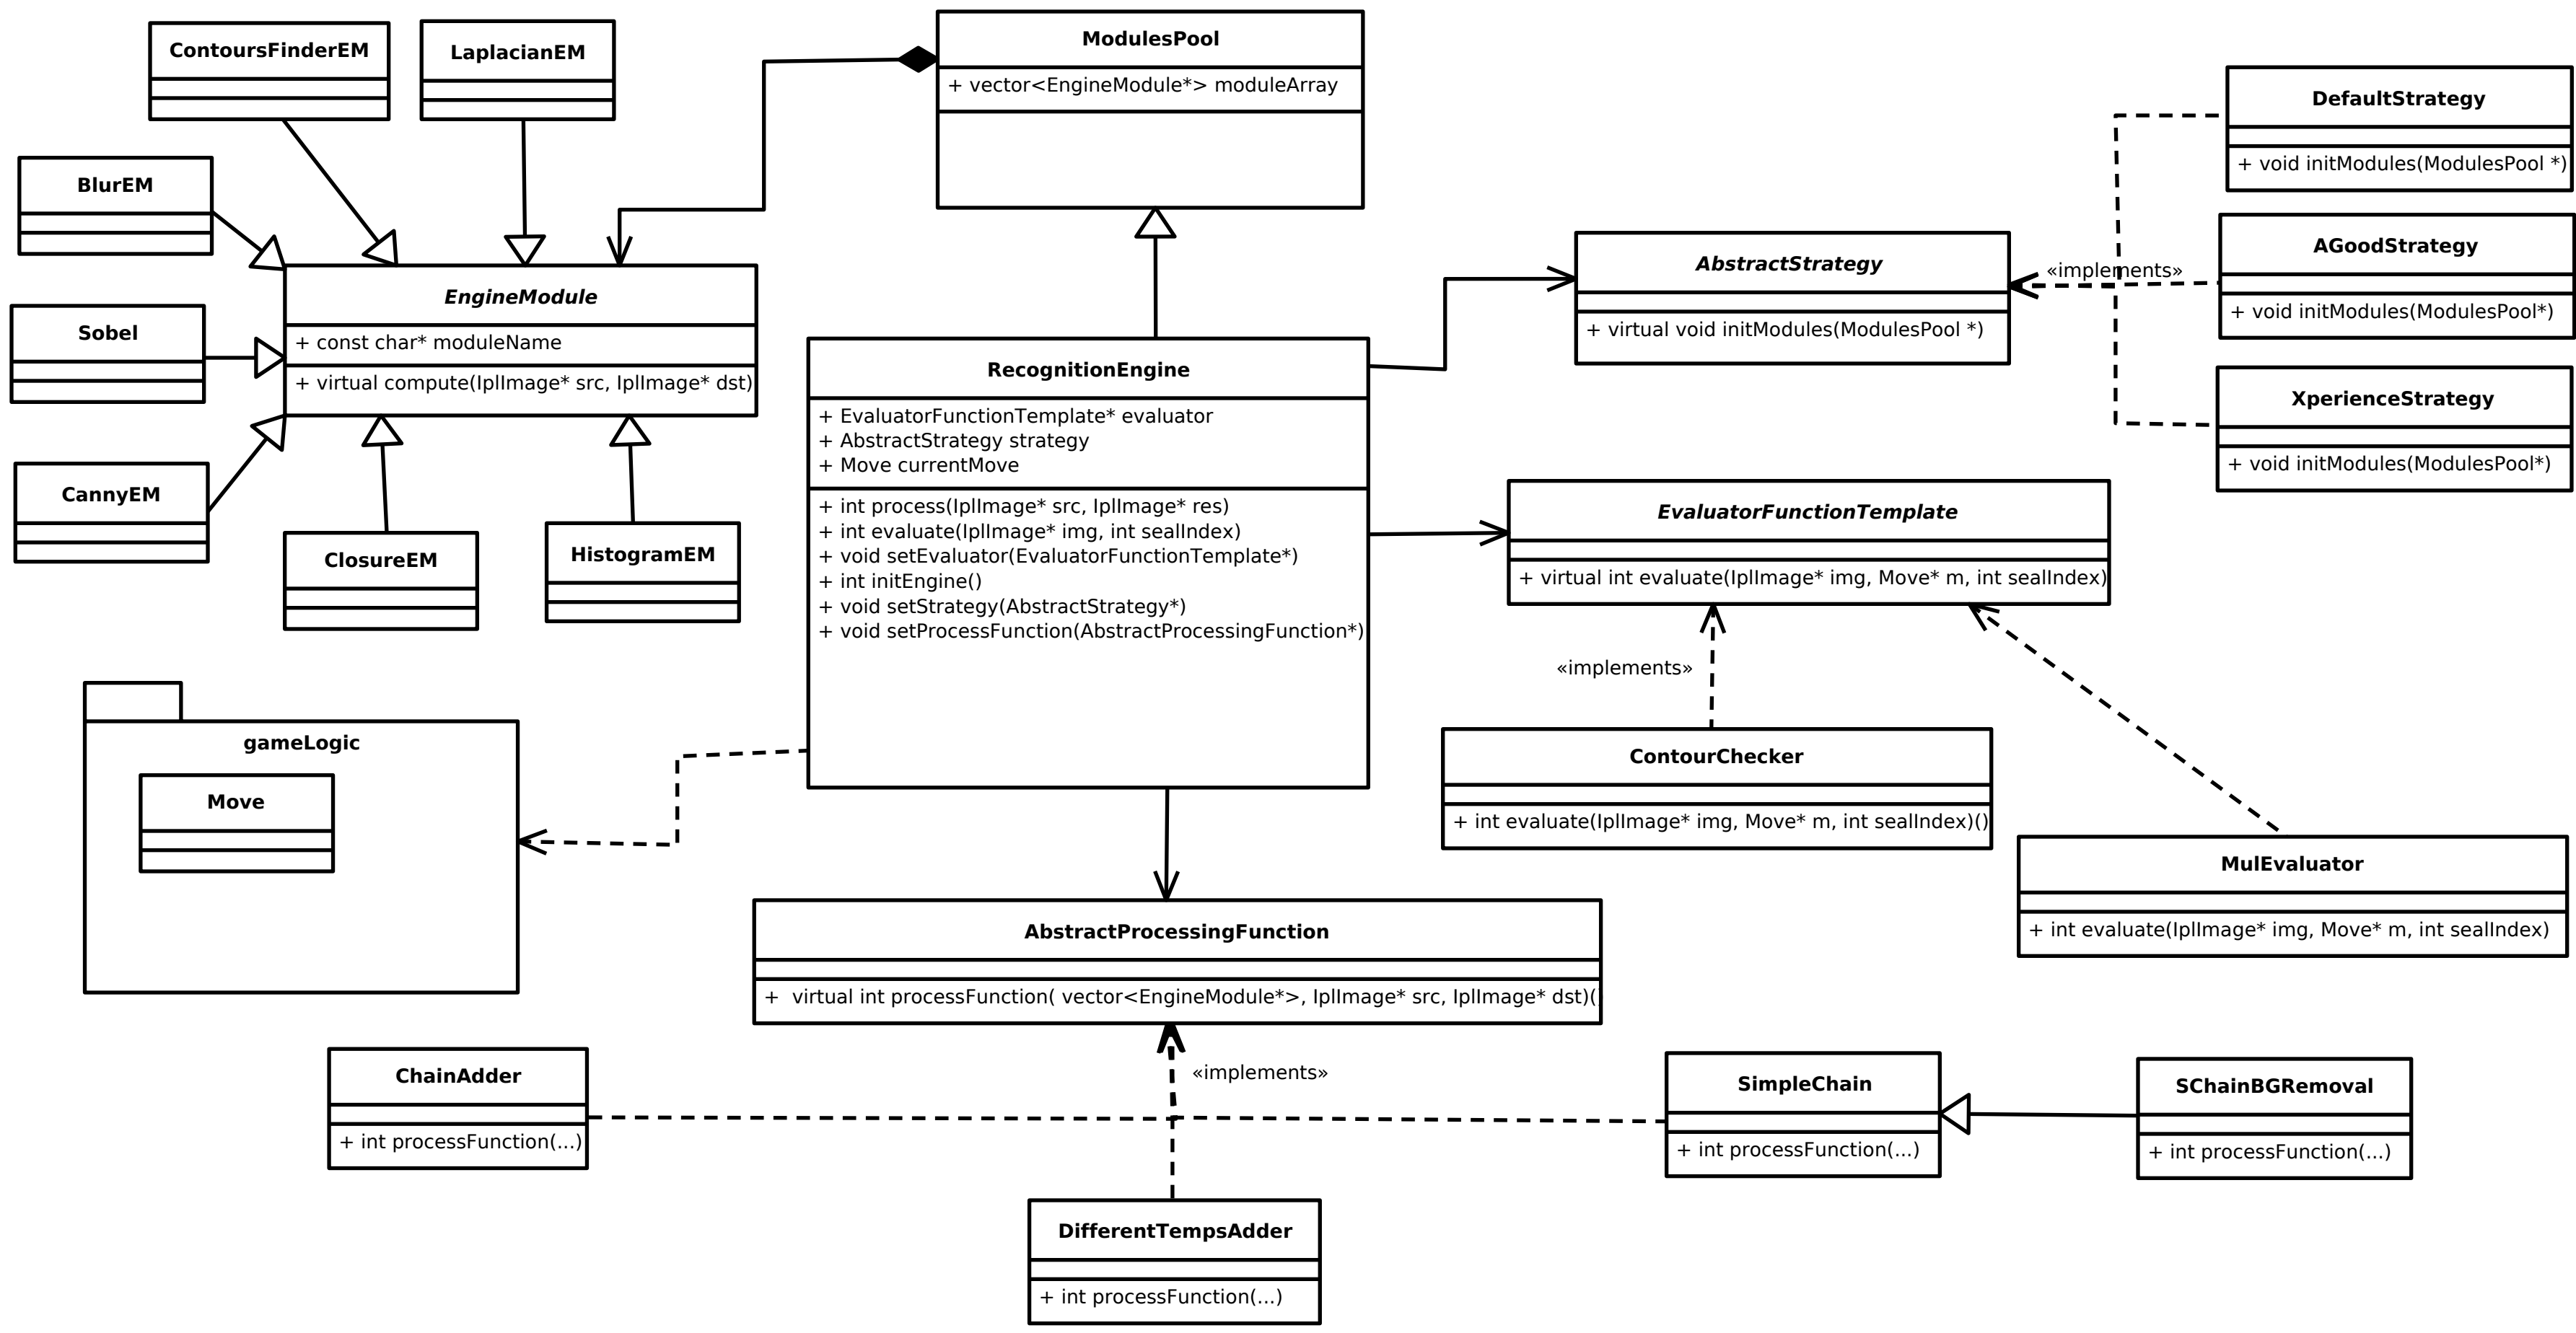 ContoursFinderEM
LaplacianEM
ModulesPool
+ vector<EngineModule*> moduleArray
DefaultStrategy
+ void initModules(ModulesPool *)
BlurEM
AGoodStrategy
+ void initModules(ModulesPool*)
AbstractStrategy
+ virtual void initModules(ModulesPool *)
«implements»
EngineModule
+ const char* moduleName
+ virtual compute(IplImage* src, IplImage* dst)
Sobel
RecognitionEngine
+ EvaluatorFunctionTemplate* evaluator
+ AbstractStrategy strategy
+ Move currentMove
+ int process(IplImage* src, IplImage* res)
+ int evaluate(IplImage* img, int sealIndex)
+ void setEvaluator(EvaluatorFunctionTemplate*)
+ int initEngine()
+ void setStrategy(AbstractStrategy*)
+ void setProcessFunction(AbstractProcessingFunction*)
XperienceStrategy
+ void initModules(ModulesPool*)
CannyEM
ClosureEM
HistogramEM
EvaluatorFunctionTemplate
+ virtual int evaluate(IplImage* img, Move* m, int sealIndex)
«implements»
gameLogic
Move
ContourChecker
+ int evaluate(IplImage* img, Move* m, int sealIndex)()
MulEvaluator
+ int evaluate(IplImage* img, Move* m, int sealIndex)
AbstractProcessingFunction
+  virtual int processFunction( vector<EngineModule*>, IplImage* src, IplImage* dst)(
«implements»
ChainAdder
+ int processFunction(...)
SimpleChain
+ int processFunction(...)
SChainBGRemoval
+ int processFunction(...)
DifferentTempsAdder
+ int processFunction(...)